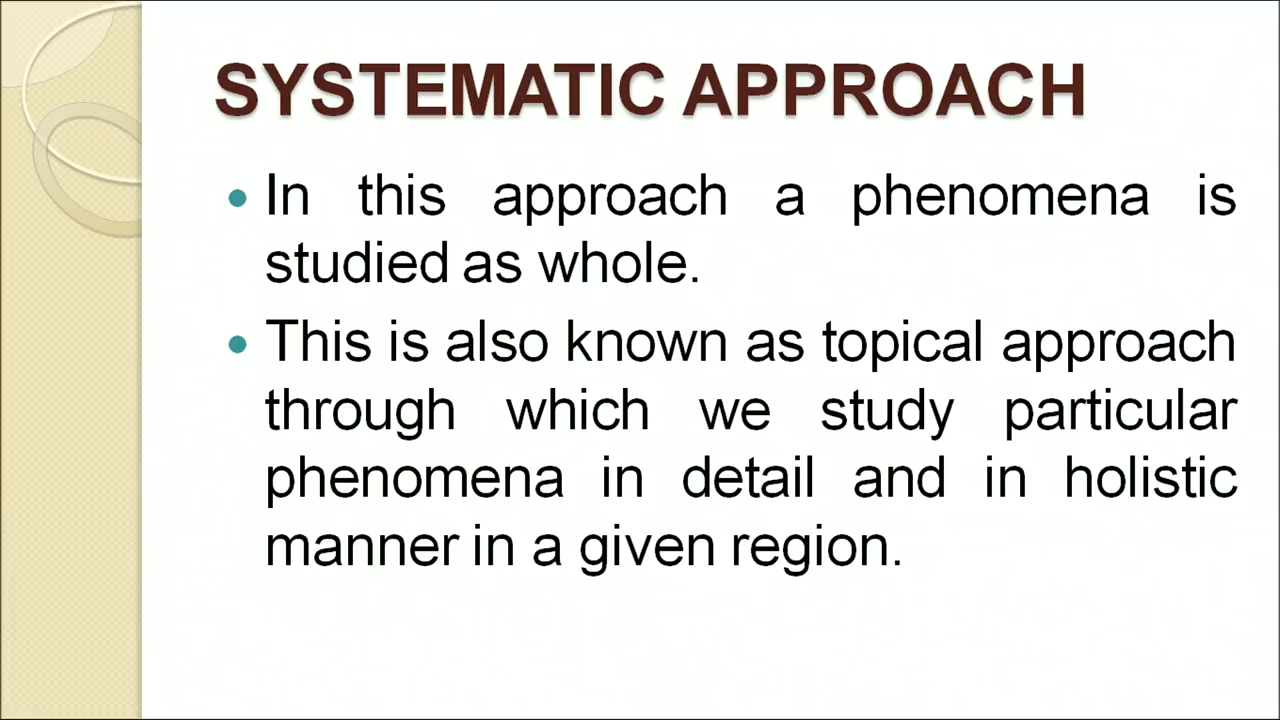 SYSTEMATIC APPROACH
• In this approach a phenomena is
studied as whole.
• This is also known as topical approach
through which we study particular
phenomena in detail and in holistic
manner in a given region.